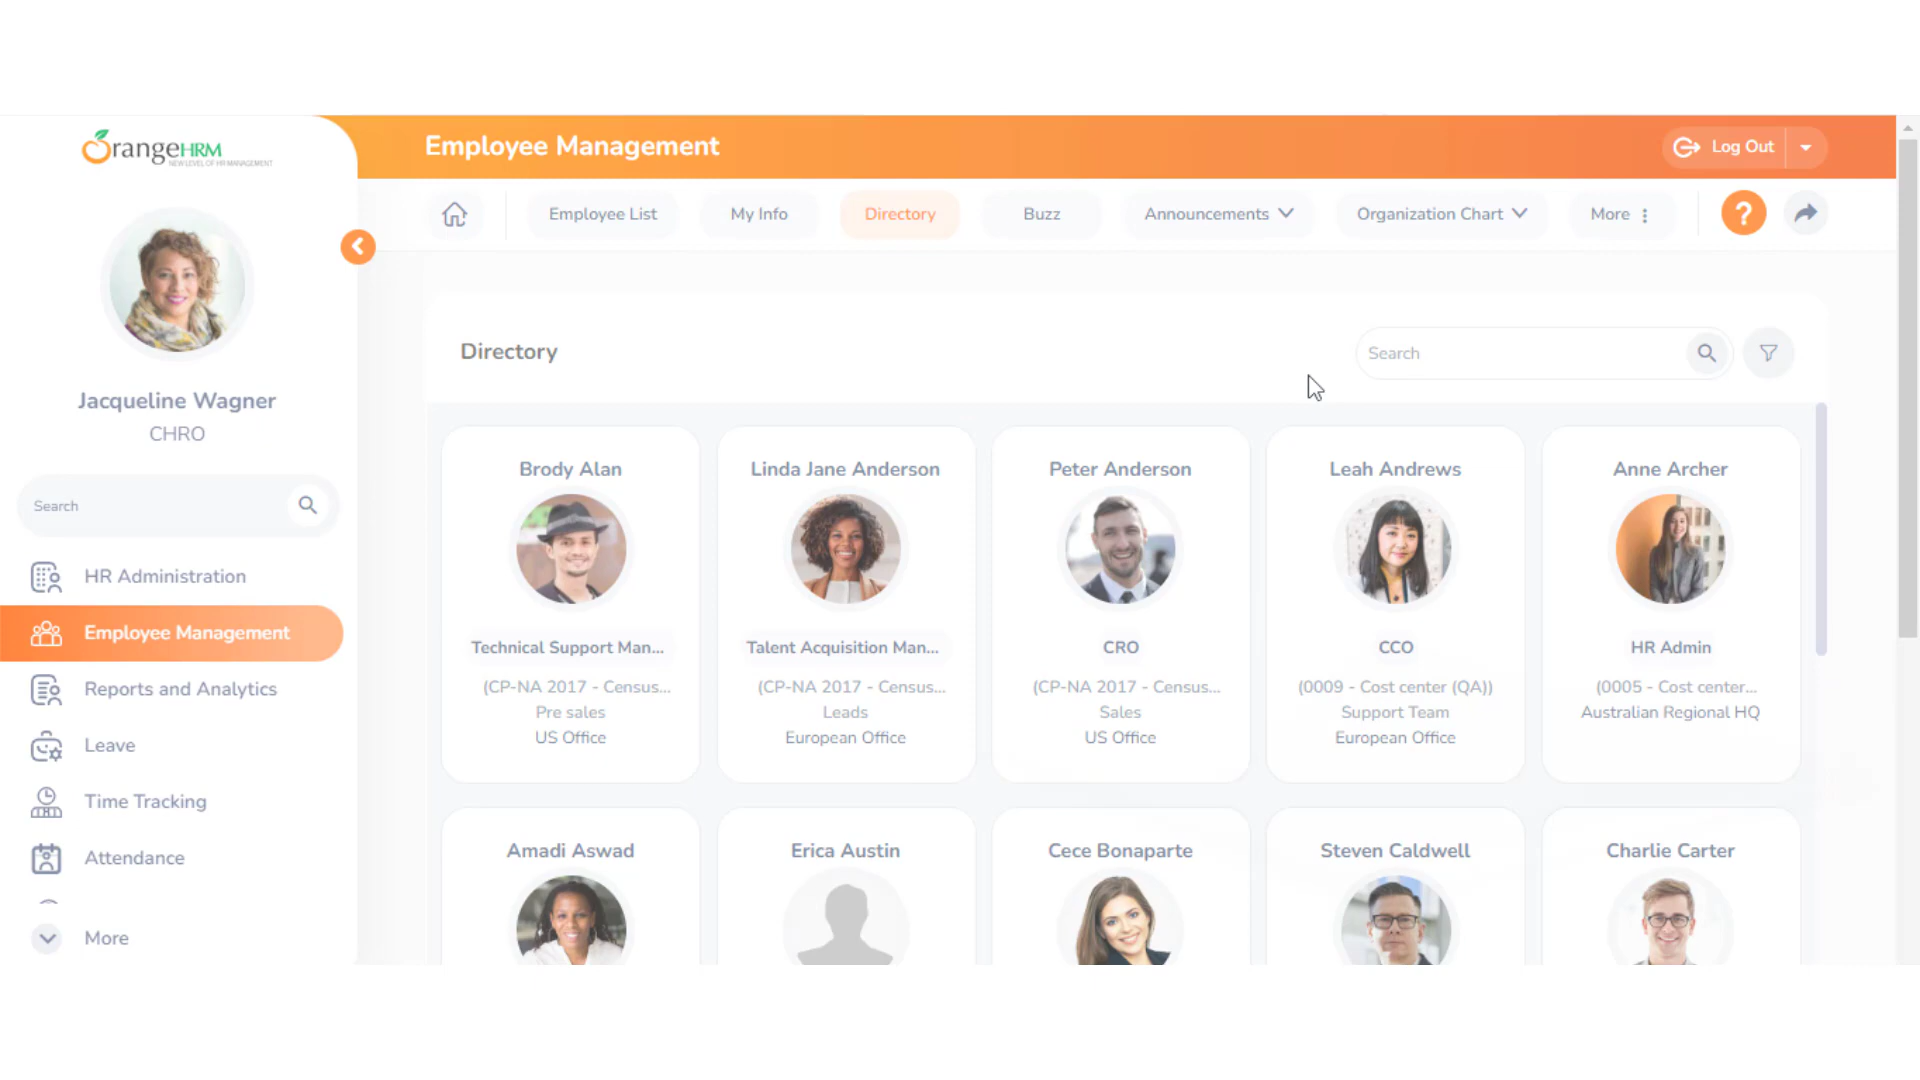 OrangeHRM
NEW LEVEL OF HR MANAGEMENT
Employee Management
Log Out
Employee List
My Info
Directory
Buzz
Announcements
Organization Chart
More
?
Jacqueline Wagner
CHRO
Search
HR Administration
Employee Management
Reports and Analytics
Leave
Time Tracking
Attendance
More
Directory
Search
Brody Alan
Technical Support Man...
(CP-NA 2017 - Census...
Pre sales
US Office
Linda Jane Anderson
Talent Acquisition Man...
(CP-NA 2017 - Census...
Leads
European Office
Peter Anderson
CRO
(CP-NA 2017 - Census...
Sales
US Office
Leah Andrews
CCO
(0009 - Cost center (QA))
Support Team
European Office
Anne Archer
HR Admin
(0005 - Cost center...
Australian Regional HQ
Amadi Aswad
Erica Austin
Cece Bonaparte
Steven Caldwell
Charlie Carter